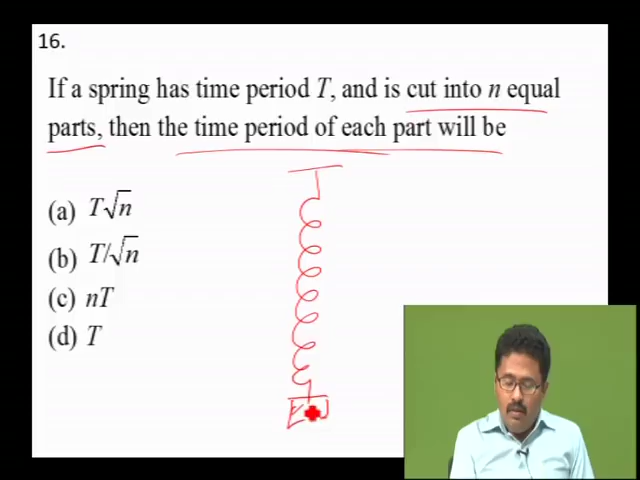 16.
If a spring has time period T, and is cut into n equal
parts, then the time period of each part will be
(a) T√n
(b) T/√n
(c) nT
(d) T